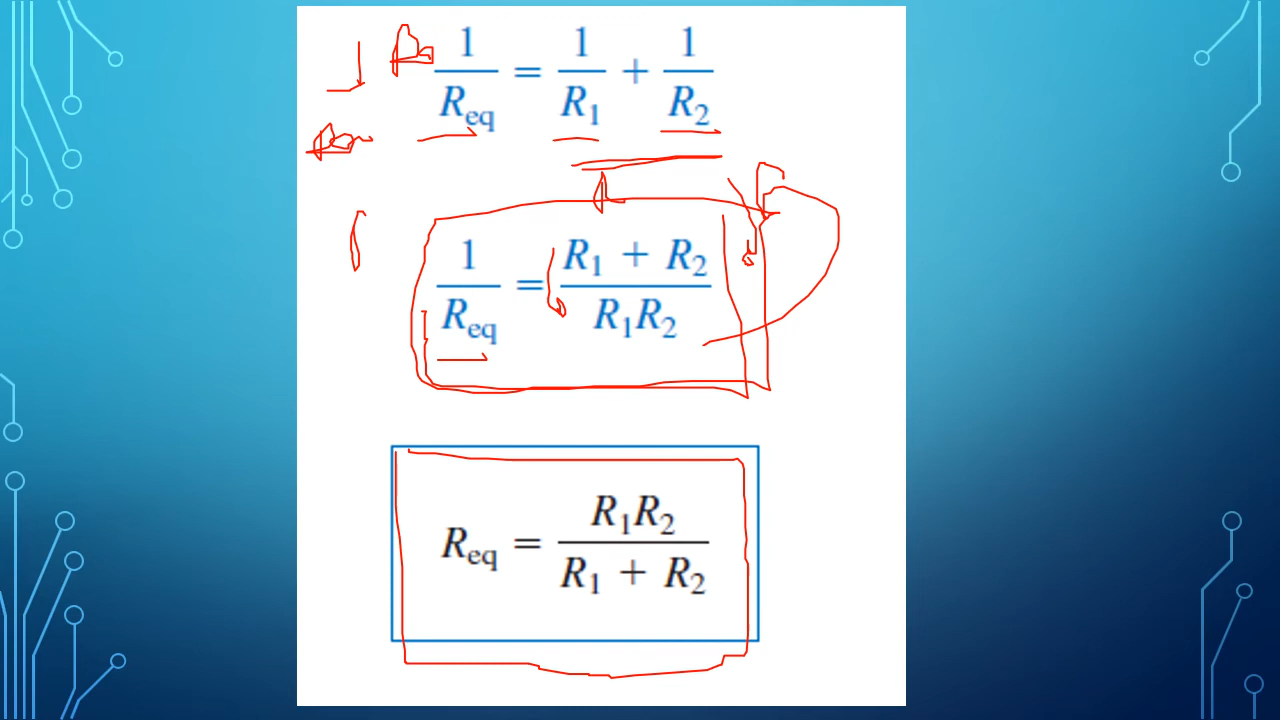 1/R_eq = 1/R_1 + 1/R_2
1/R_eq = (R_1 + R_2)/(R_1R_2)
R_eq = (R_1R_2)/(R_1 + R_2)